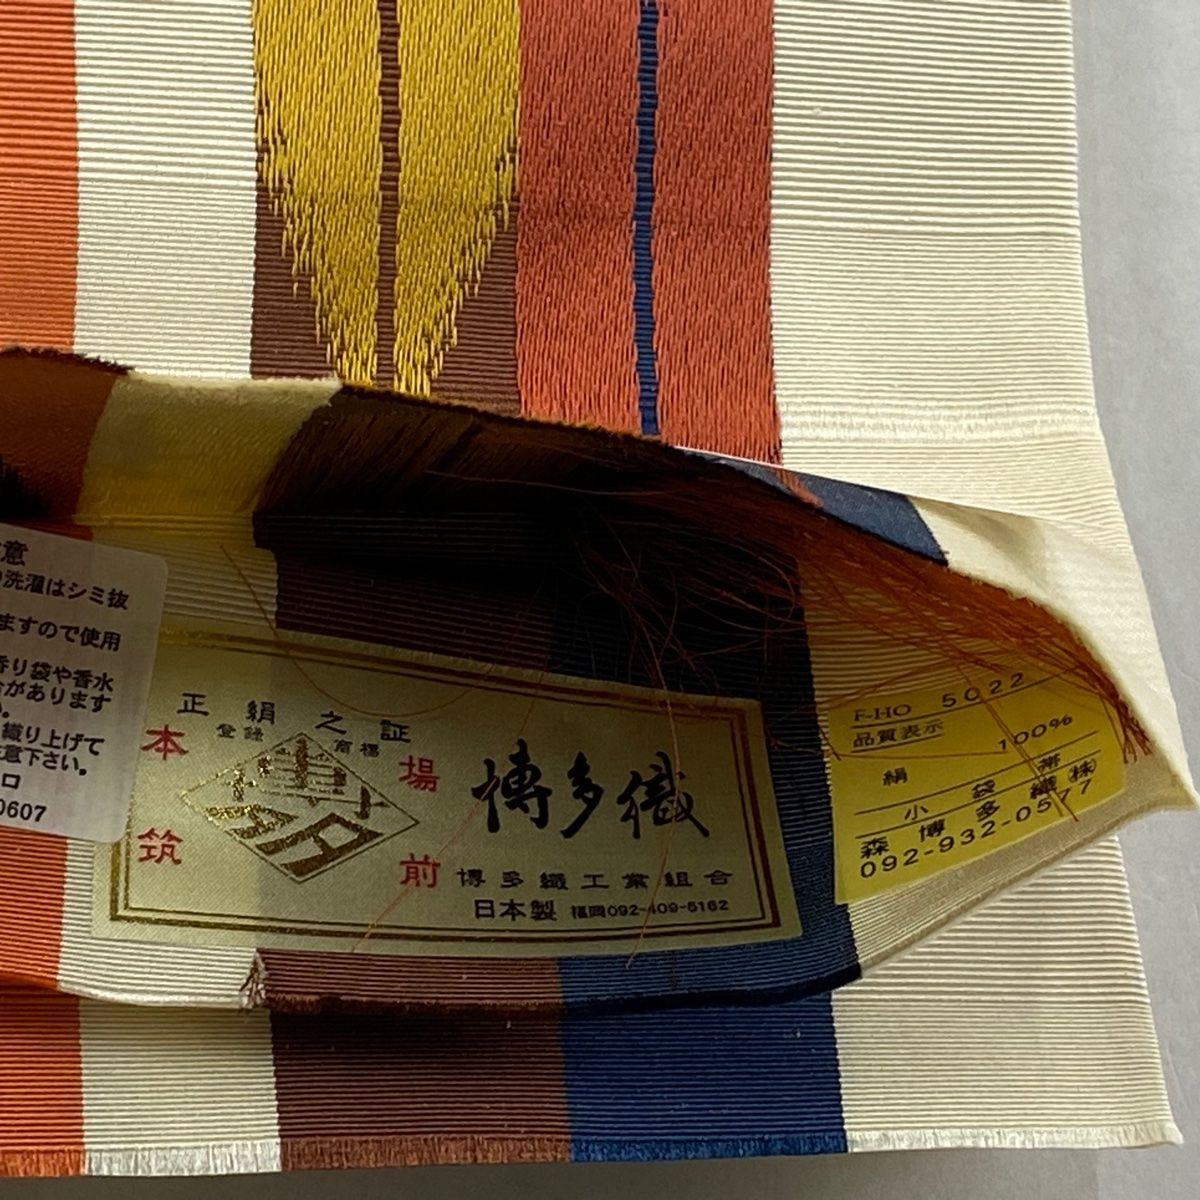 意
洗濯はシミ抜
ますので使用
香り袋や香水
合があります
織り上げて
注意下さい。
ロ
0607
正絹之証
登録商標
本場
筑前
博多織
博多織工業組合
日本製 福岡092-409-5162
F-HO 5022
品質表示
絹 100%
小袋帯
森博多織(株)
092-932-0577